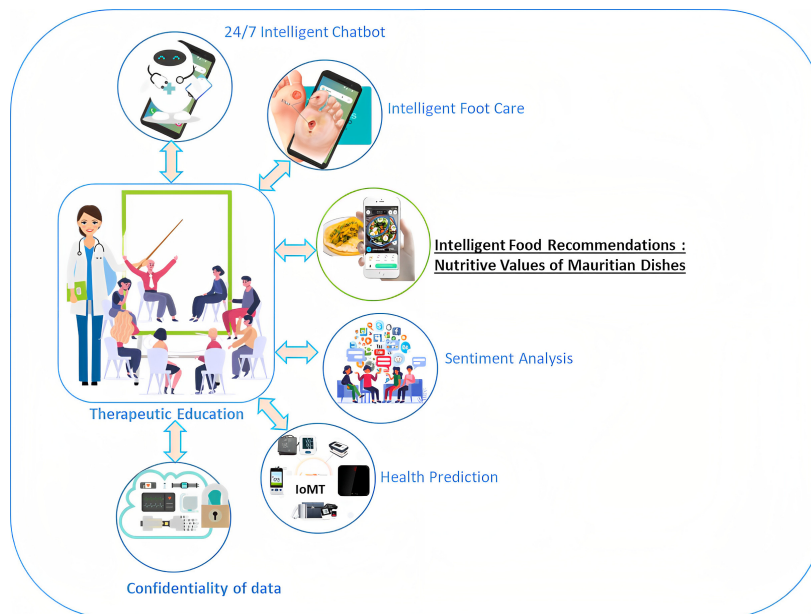 24/7 Intelligent Chatbot
Intelligent Foot Care
Intelligent Food Recommendations :
Nutritive Values of Mauritian Dishes
Sentiment Analysis
Therapeutic Education
Health Prediction
IoMT
Confidentiality of data